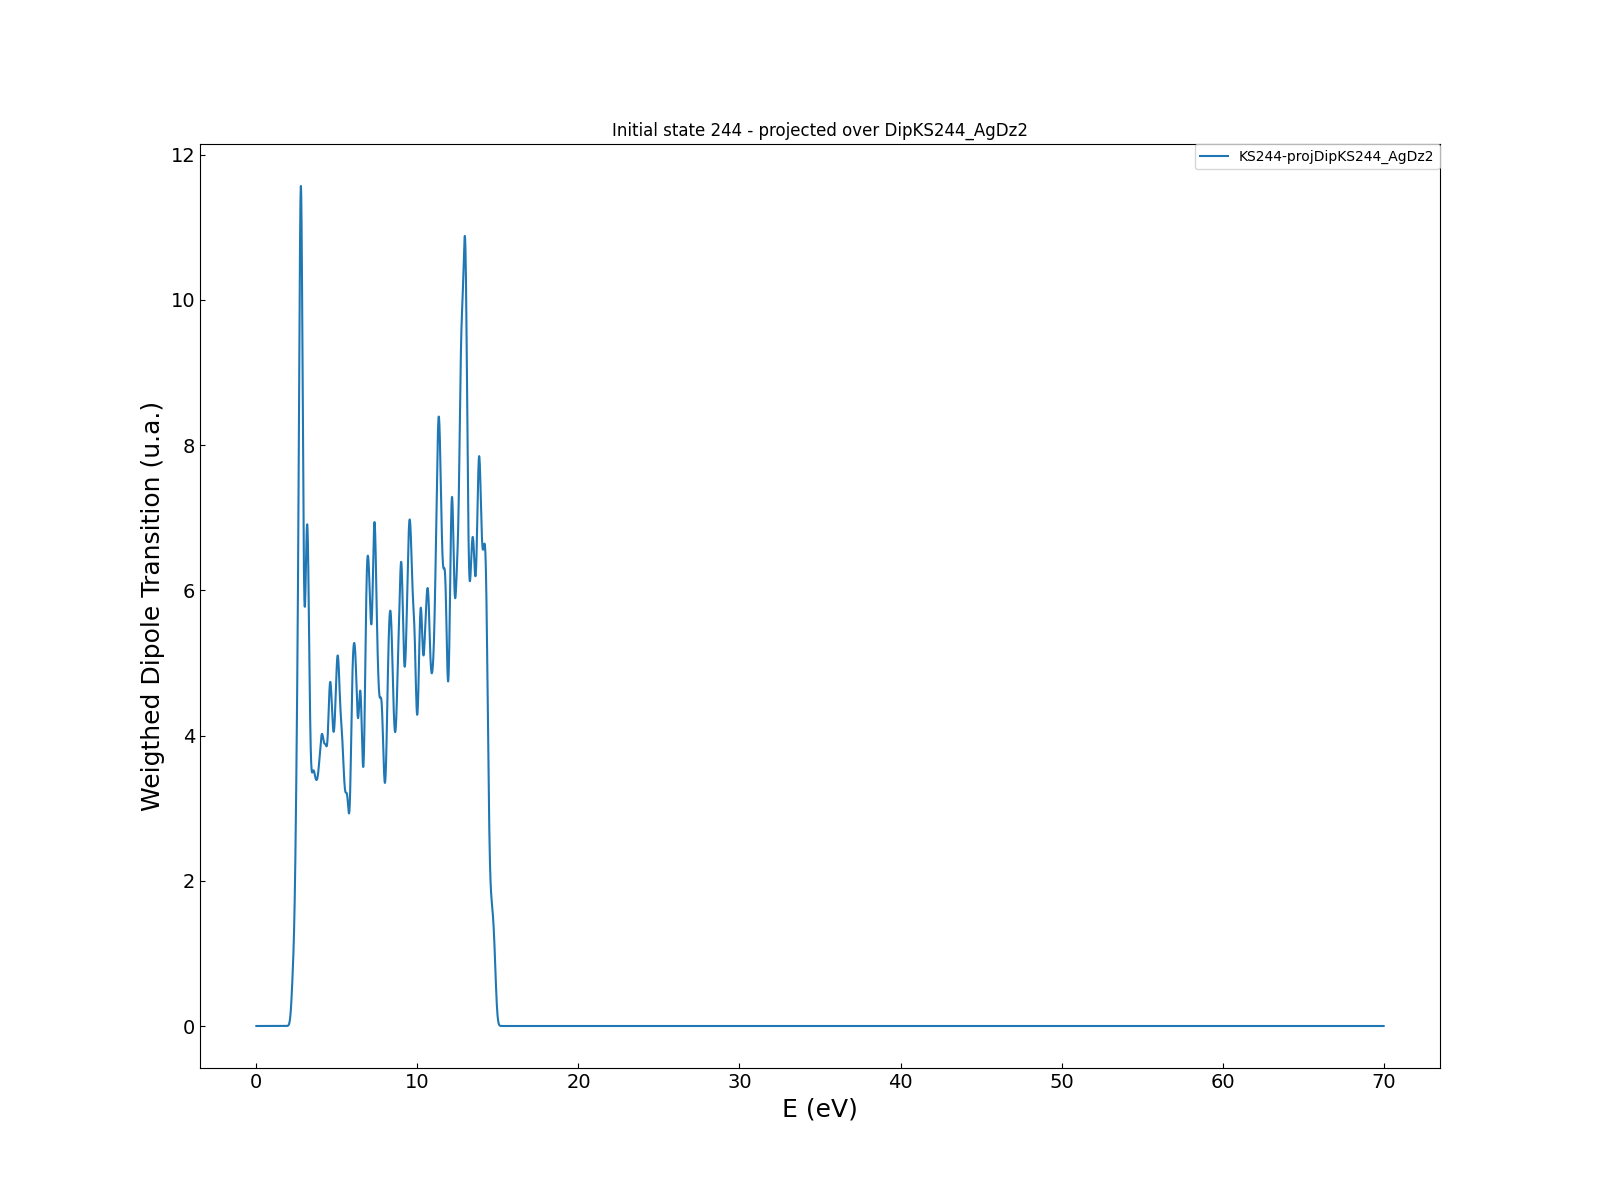 Initial state 244 - projected over DipKS244_AgDz2
KS244-projDipKS244_AgDz2
Weigthed Dipole Transition (u.a.)
12
10
8
6
4
2
0
0 10 20 30 40 50 60 70
E (eV)